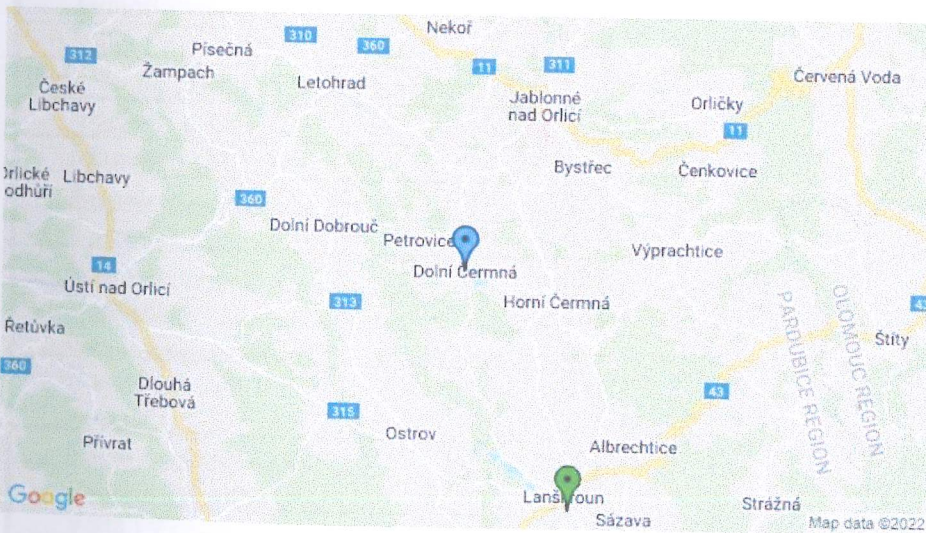 Nekoř
310
360
Písečná
312
Žampach
11
311
Letohrad
Červená Voda
České
Libchavy
Jablonné
nad Orlicí
Orličky
11
Bystřec
Čenkovice
Orlické
odhůří
Libchavy
360
Dolní Dobrouč
Petrovice
Výprachtice
14
Dolní Čermná
Ústí nad Orlicí
313
Horní Čermná
43
PARDUBICE REGION
OLOMOUC REGION
Řetůvka
Štíty
360
Dlouhá
Třebová
43
315
Ostrov
Přívrat
Albrechtice
Google
Lanškroun
Strážná
Sázava
Map data ©2022